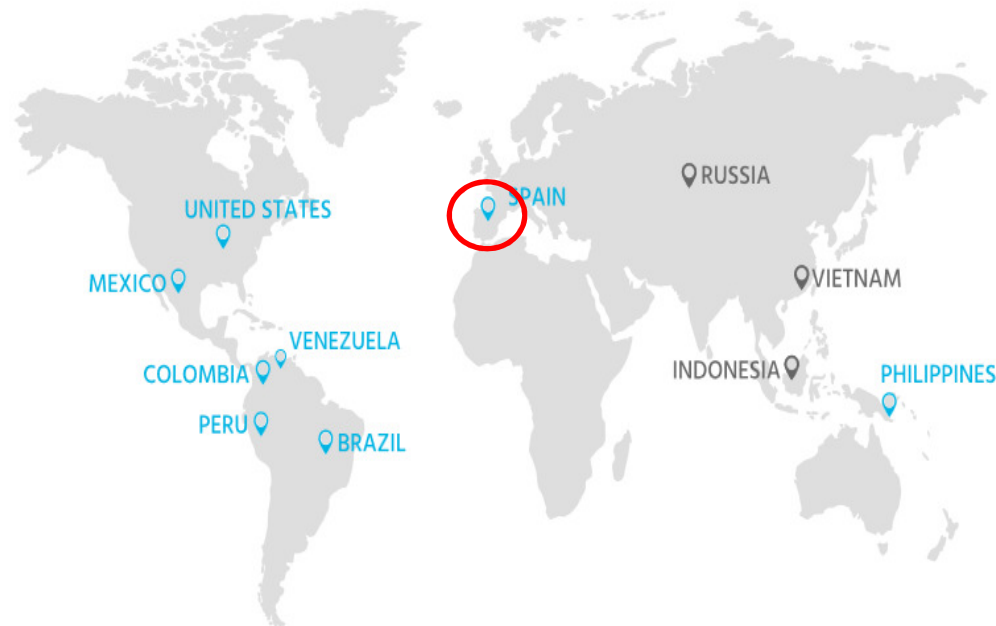 RUSSIA
SPAIN
UNITED STATES
MEXICO
VIETNAM
VENEZUELA
COLOMBIA
INDONESIA
PHILIPPINES
PERU
BRAZIL